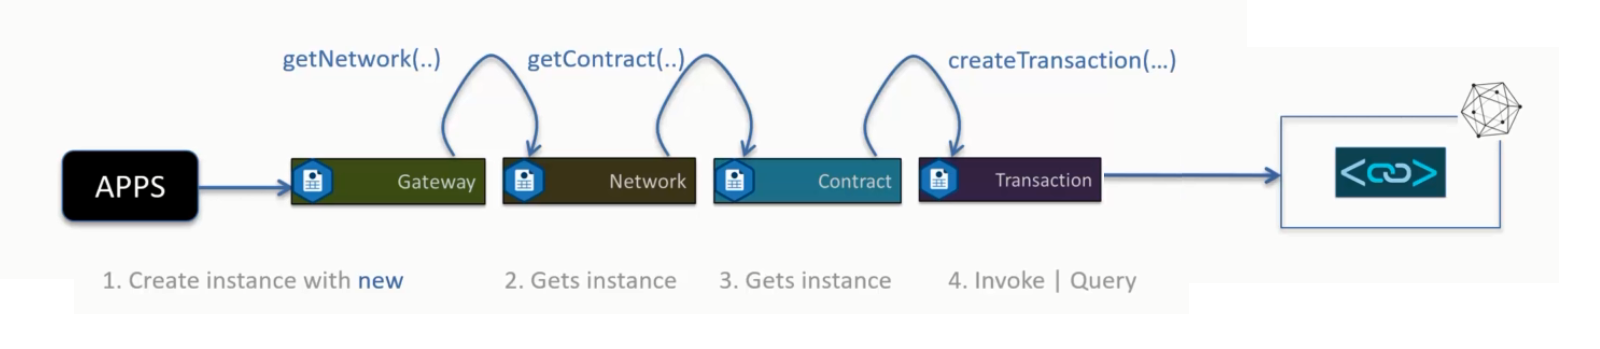 getNetwork(..)
getContract(..)
createTransaction(...)
APPS
Gateway
Network
Contract
Transaction
1. Create instance with new
2. Gets instance
3. Gets instance
4. Invoke | Query